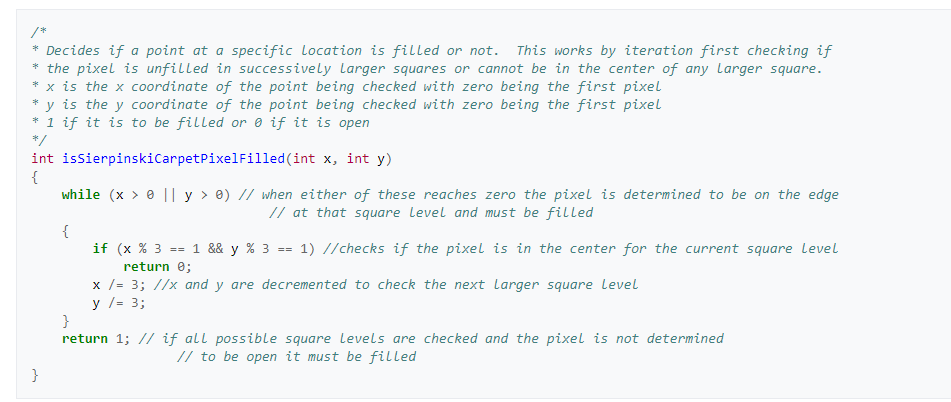 /*
* Decides if a point at a specific location is filled or not.  This works by iteration first checking if
* the pixel is unfilled in successively larger squares or cannot be in the center of any larger square.
* x is the x coordinate of the point being checked with zero being the first pixel
* y is the y coordinate of the point being checked with zero being the first pixel
* 1 if it is to be filled or 0 if it is open
*/
int isSierpinskiCarpetPixelFilled(int x, int y)
{
    while (x > 0 || y > 0) // when either of these reaches zero the pixel is determined to be on the edge
                               // at that square level and must be filled
    {
        if (x % 3 == 1 && y % 3 == 1) //checks if the pixel is in the center for the current square level
            return 0;
        x /= 3; //x and y are decremented to check the next larger square level
        y /= 3;
    }
    return 1; // if all possible square levels are checked and the pixel is not determined
                   // to be open it must be filled
}